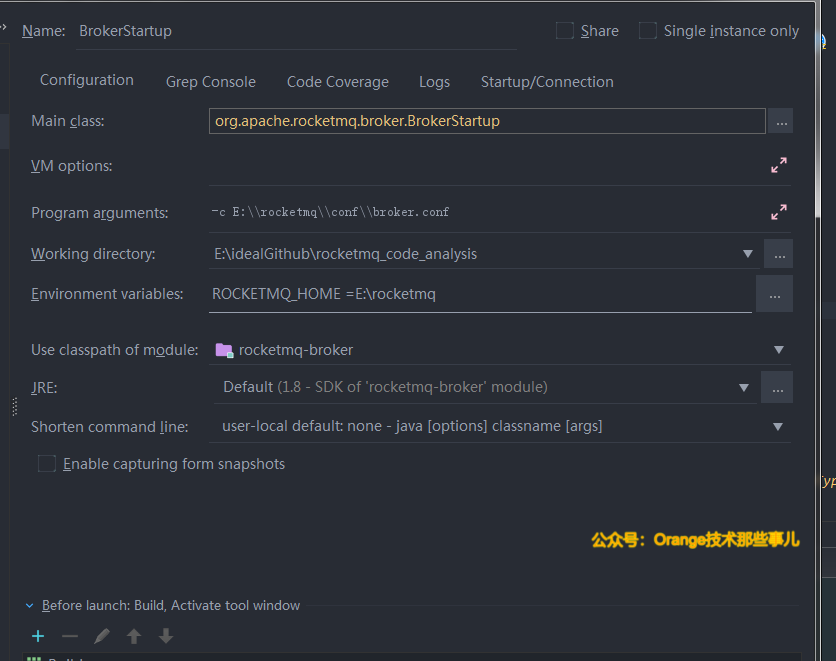 Name: BrokerStartup Share Single instance only
Configuration Grep Console Code Coverage Logs Startup/Connection
Main class: org.apache.rocketmq.broker.BrokerStartup ...
VM options:
Program arguments: -c E:\\rocketmq\\conf\\broker.conf
Working directory: E:\idealGithub\rocketmq_code_analysis ...
Environment variables: ROCKETMQ_HOME =E:\rocketmq ...
Use classpath of module: rocketmq-broker
JRE: Default (1.8 - SDK of 'rocketmq-broker' module) ...
Shorten command line: user-local default: none - java [options] classname [args]
Enable capturing form snapshots
公众号：Orange技术那些事儿
Before launch: Build, Activate tool window